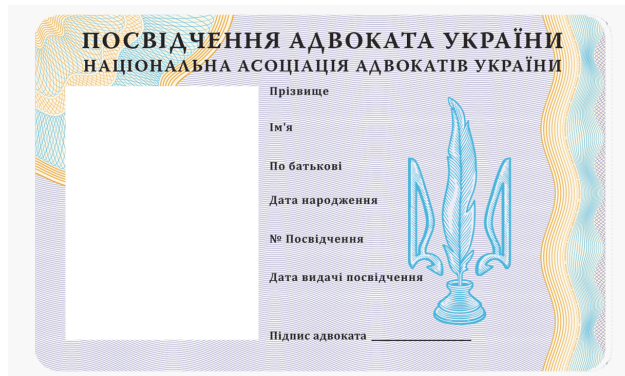 ПОСВІДЧЕННЯ АДВОКАТА УКРАЇНИ
НАЦІОНАЛЬНА АСОЦІАЦІЯ АДВОКАТІВ УКРАЇНИ
Прізвище
Ім’я
По батькові
Дата народження
№ Посвідчення
Дата видачі посвідчення
Підпис адвоката ____________________